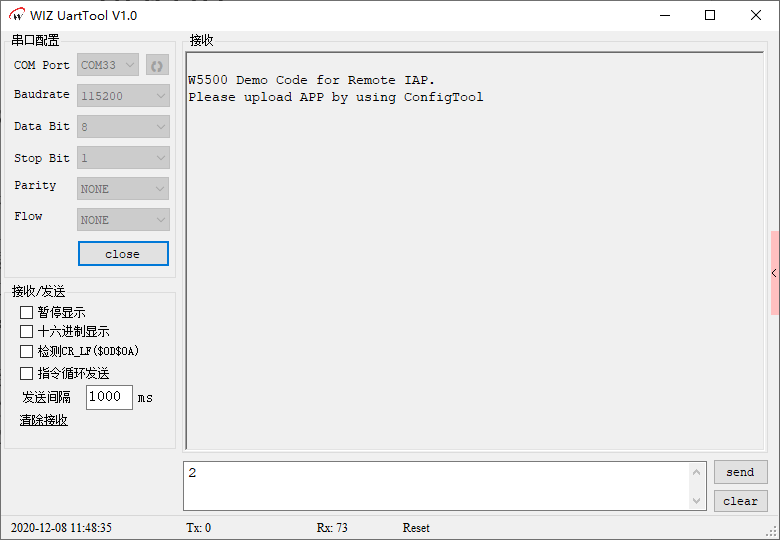 WIZ UartTool V1.0
串口配置
COM Port COM33
Baudrate 115200
Data Bit 8
Stop Bit 1
Parity NONE
Flow NONE
close
接收/发送
暂停显示
十六进制显示
检测CR_LF($0D$0A)
指令循环发送
发送间隔 1000 ms
清除接收
接收
W5500 Demo Code for Remote IAP.
Please upload APP by using ConfigTool
2
send
clear
2020-12-08 11:48:35 Tx: 0 Rx: 73 Reset